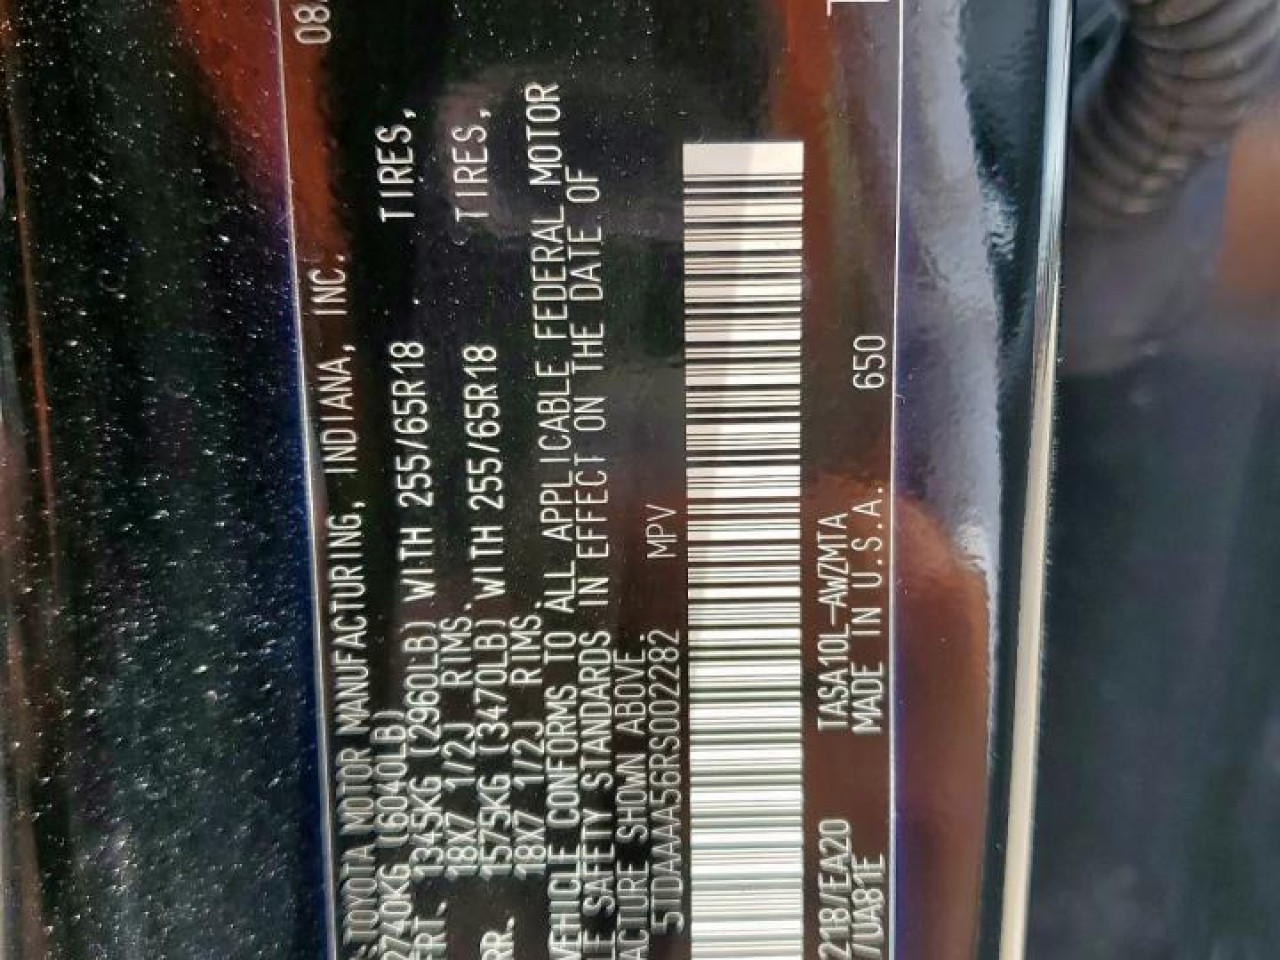 TOYOTA MOTOR MANUFACTURING, INDIANA, INC. 08
2740KG (6040LB)
FRT. 1345KG (2960LB) WITH 255/65R18 TIRES,
18X7 1/2J RIMS.
RR. 1575KG (3470LB) WITH 255/65R18 TIRES,
18X7 1/2J RIMS.
VEHICLE CONFORMS TO ALL APPLICABLE FEDERAL MOTOR
LE SAFETY STANDARDS IN EFFECT ON THE DATE OF
ACTURE SHOWN ABOVE.
5TDAAAA56RS002282 MPV
218/EA20 TASA10L-AWZMTA
7UA81E MADE IN U.S.A. 650